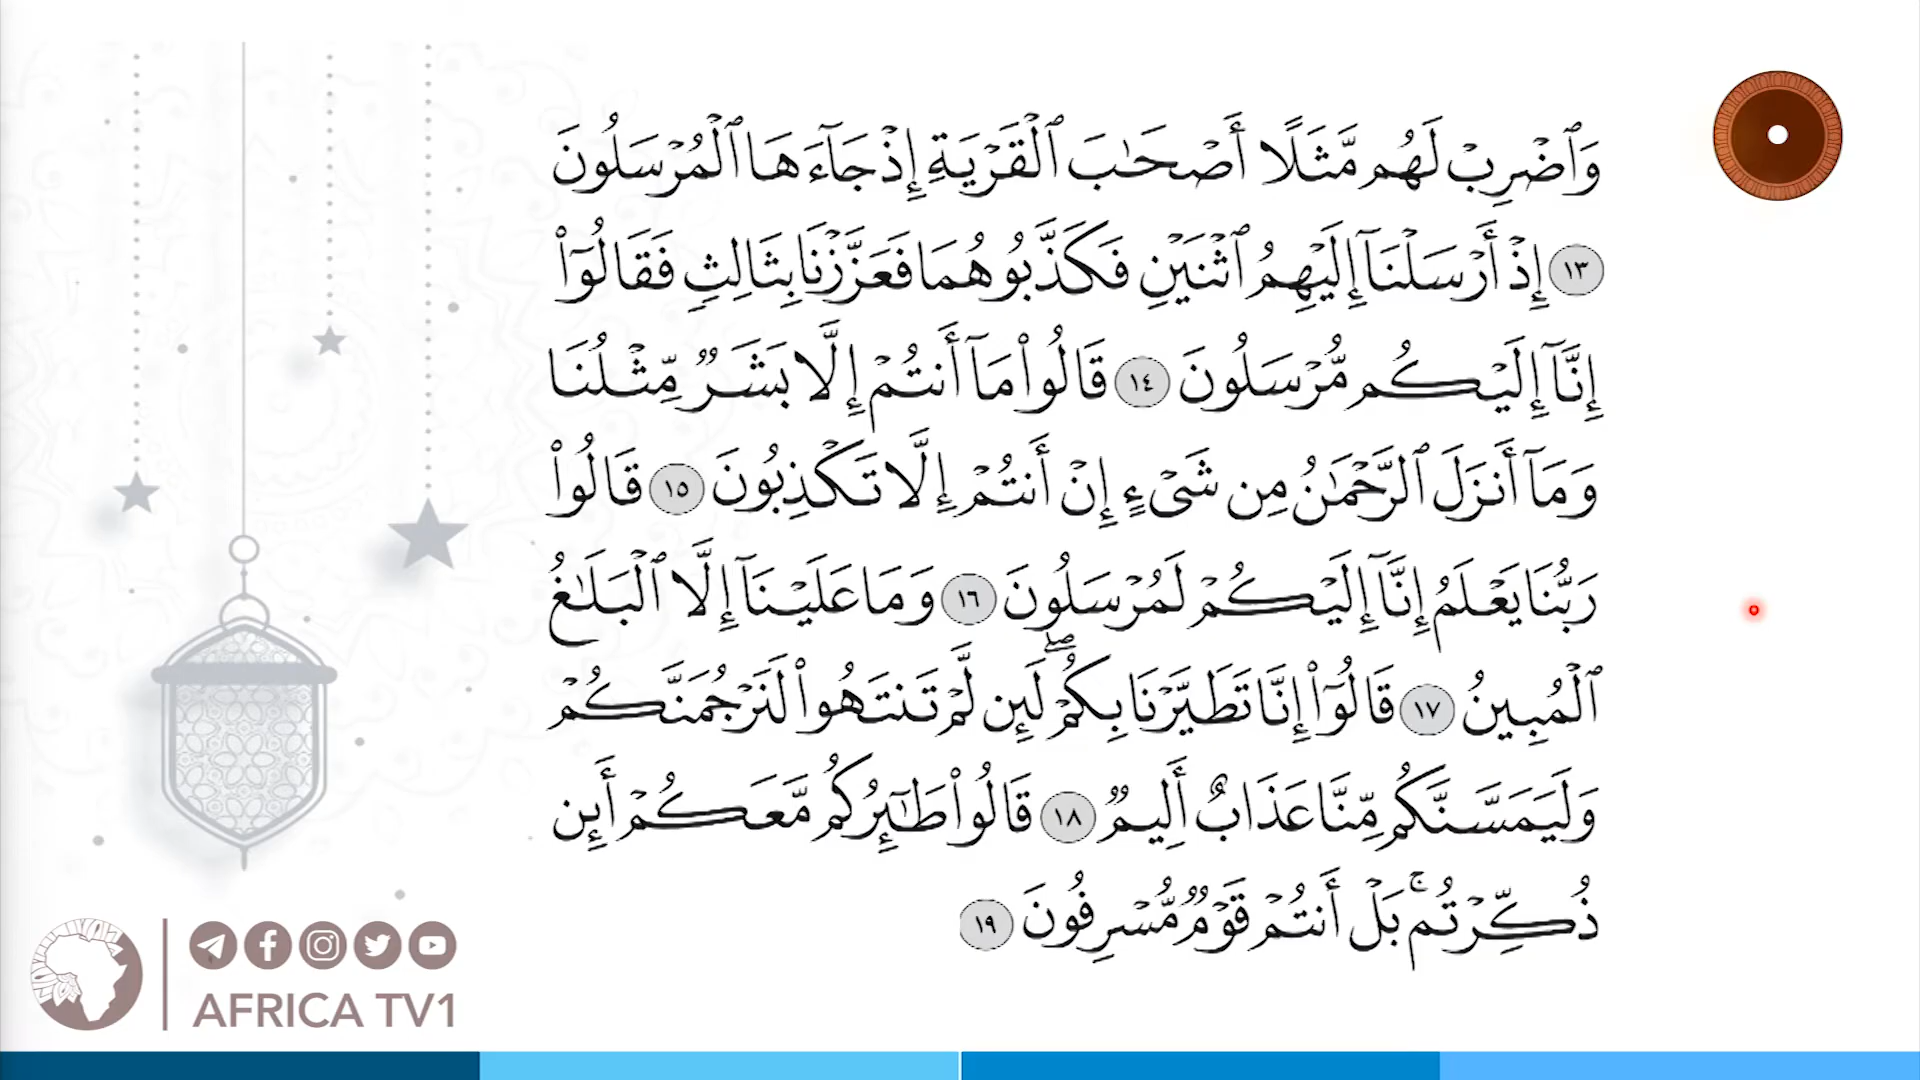 وَٱضْرِبْ لَهُم مَّثَلًا أَصْحَٰبَ ٱلْقَرْيَةِ إِذْ جَآءَهَا ٱلْمُرْسَلُونَ
١٣ إِذْ أَرْسَلْنَآ إِلَيْهِمُ ٱثْنَيْنِ فَكَذَّبُوهُمَا فَعَزَّزْنَا بِثَالِثٍ فَقَالُوٓا۟
إِنَّآ إِلَيْكُم مُّرْسَلُونَ ١٤ قَالُوا۟ مَآ أَنتُمْ إِلَّا بَشَرٌ مِّثْلُنَا
وَمَآ أَنزَلَ ٱلرَّحْمَٰنُ مِن شَىْءٍ إِنْ أَنتُمْ إِلَّا تَكْذِبُونَ ١٥ قَالُوا۟
رَبُّنَا يَعْلَمُ إِنَّآ إِلَيْكُمْ لَمُرْسَلُونَ ١٦ وَمَا عَلَيْنَآ إِلَّا ٱلْبَلَٰغُ
ٱلْمُبِينُ ١٧ قَالُوٓا۟ إِنَّا تَطَيَّرْنَا بِكُمْ ۖ لَئِن لَّمْ تَنتَهُوا۟ لَنَرْجُمَنَّكُمْ
وَلَيَمَسَّنَّكُم مِّنَّا عَذَابٌ أَلِيمٌ ١٨ قَالُوا۟ طَٰٓئِرُكُم مَّعَكُمْ أَئِن
ذُكِّرْتُم ۚ بَلْ أَنتُمْ قَوْمٌ مُّسْرِفُونَ ١٩
AFRICA TV1